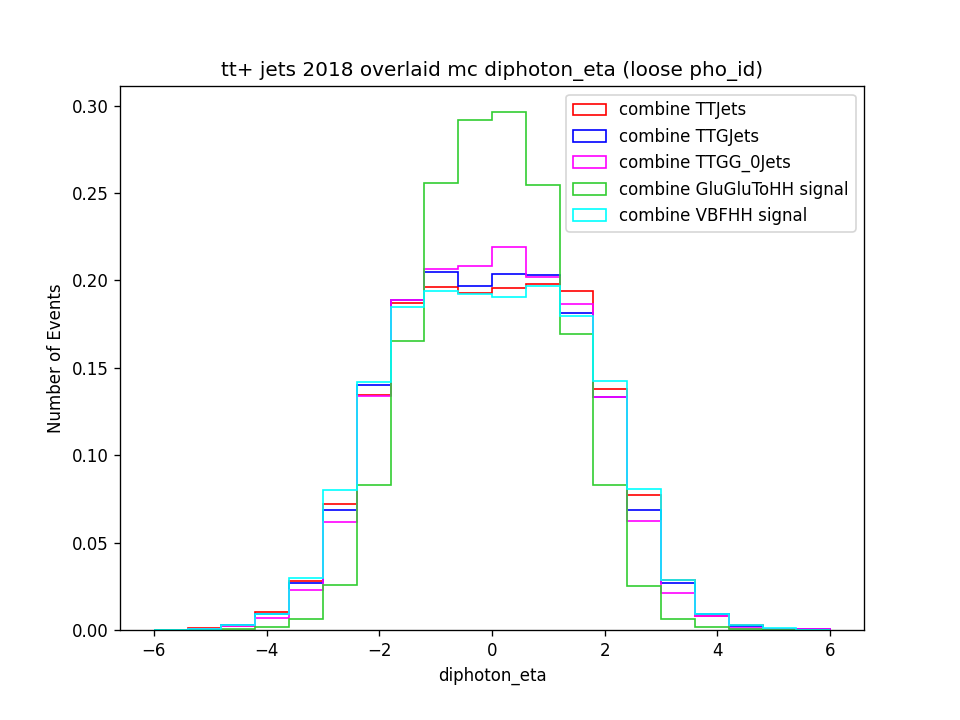 tt+ jets 2018 overlaid mc diphoton_eta (loose pho_id)
combine TTJets
combine TTGJets
combine TTGG_0Jets
combine GluGluToHH signal
combine VBFHH signal
Number of Events
0.30
0.25
0.20
0.15
0.10
0.05
0.00
−6 −4 −2 0 2 4 6
diphoton_eta